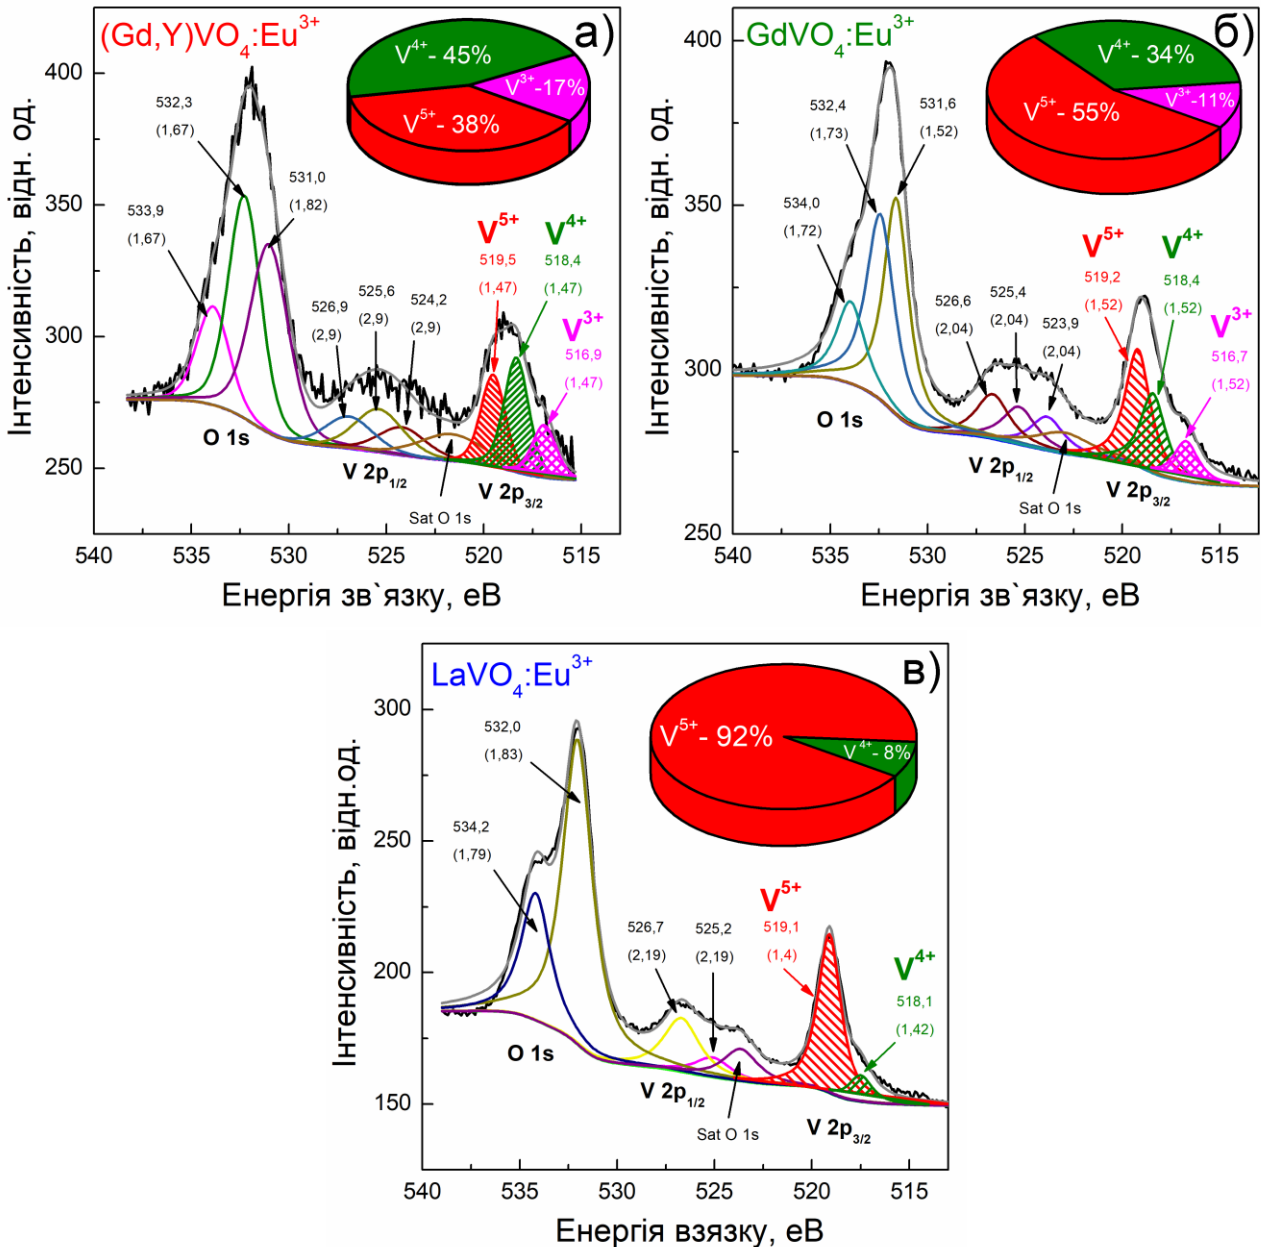 (Gd,Y)VO₄:Eu³⁺
а)
V⁴⁺- 45%
V³⁺-17%
V⁵⁺- 38%
532,3
(1,67)
531,0
(1,82)
533,9
(1,67)
526,9
(2,9)
525,6
(2,9)
524,2
(2,9)
V⁵⁺
519,5
(1,47)
V⁴⁺
518,4
(1,47)
V³⁺
516,9
(1,47)
O 1s
V 2p₁/₂
V 2p₃/₂
Sat O 1s
400
350
300
250
540
535
530
525
520
515
Інтенсивність, відн. од.
Енергія зв`язку, еВ
GdVO₄:Eu³⁺
б)
V⁴⁺- 34%
V³⁺-11%
V⁵⁺- 55%
532,4
(1,73)
531,6
(1,52)
534,0
(1,72)
526,6
(2,04)
525,4
(2,04)
523,9
(2,04)
V⁵⁺
519,2
(1,52)
V⁴⁺
518,4
(1,52)
V³⁺
516,7
(1,52)
O 1s
V 2p₁/₂
V 2p₃/₂
Sat O 1s
400
350
300
250
540
535
530
525
520
515
Інтенсивність, відн. од.
Енергія зв`язку, еВ
LaVO₄:Eu³⁺
в)
V⁵⁺- 92%
V⁴⁺- 8%
532,0
(1,83)
534,2
(1,79)
526,7
(2,19)
525,2
(2,19)
V⁵⁺
519,1
(1,4)
V⁴⁺
518,1
(1,42)
O 1s
V 2p₁/₂
Sat O 1s
V 2p₃/₂
300
250
200
150
540
535
530
525
520
515
Інтенсивність, відн.од.
Енергія взязку, еВ